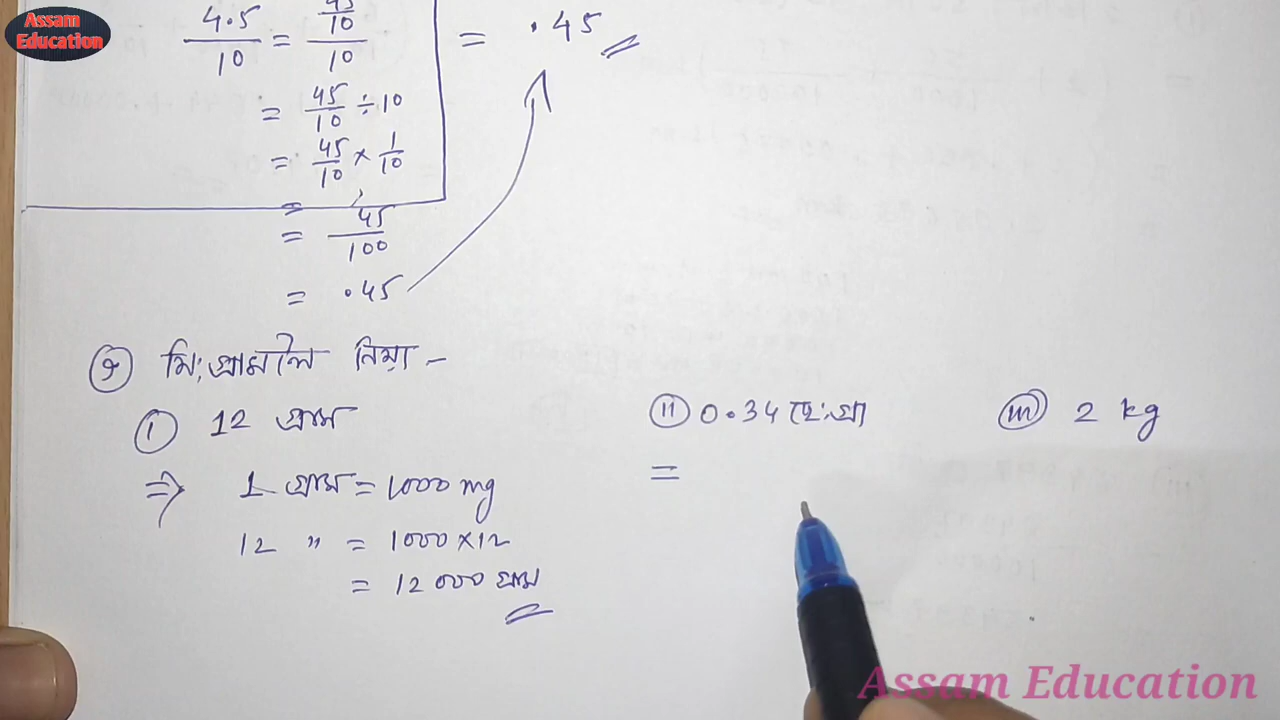 Assam
Education
4.5/10 = 45/10/10 = .45
= 45/10 ÷ 10
= 45/10 × 1/10
=
= 45/100
= .45
9 মি:গ্ৰামলৈ নিয়া -
i 12 গ্ৰাম
⇒ 1 গ্ৰাম = 1000 mg
12 " = 1000 × 12
= 12000 গ্ৰাম
ii 0.34 হে:গ্ৰা
=
iii 2 kg
Assam Education